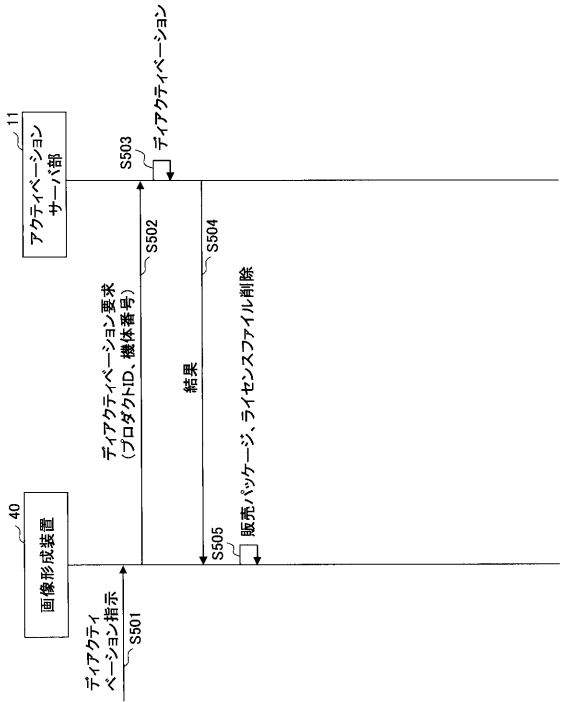 40
画像形成装置
11
アクティベーション
サーバ部
ディアクティ
ベーション指示
S501
ディアクティベーション要求
(プロダクトID、機体番号)
S502
S503
ディアクティベーション
結果
S504
S505
販売パッケージ、ライセンスファイル削除